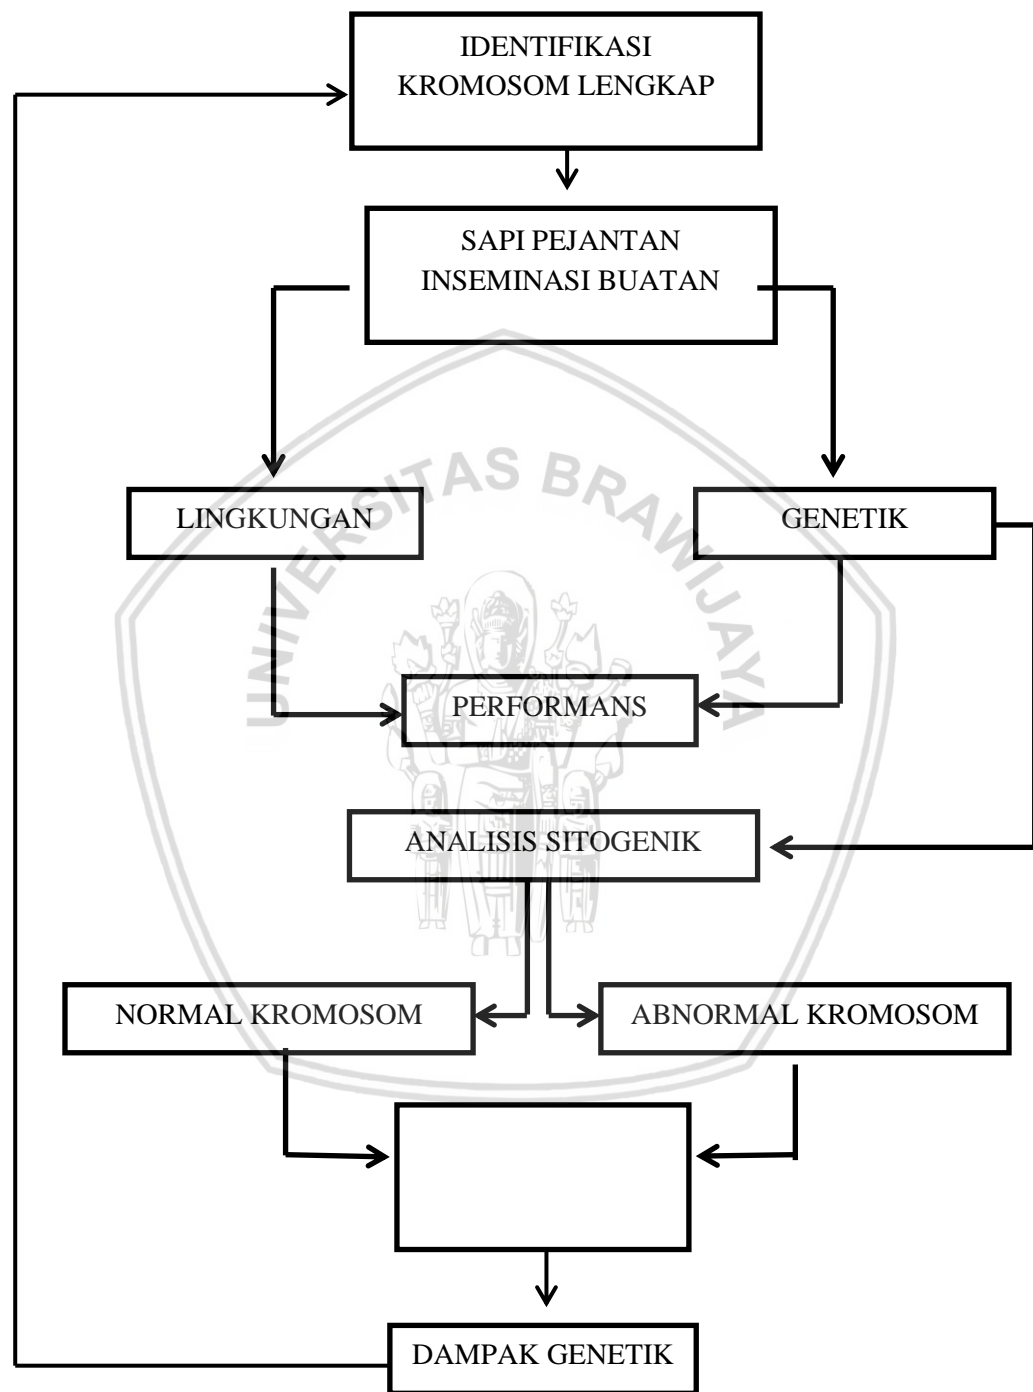 IDENTIFIKASI
KROMOSOM LENGKAP
SAPI PEJANTAN
INSEMINASI BUATAN
UNIVERSITAS BRAWIJAYA
LINGKUNGAN
GENETIK
PERFORMANS
ANALISIS SITOGENIK
NORMAL KROMOSOM
ABNORMAL KROMOSOM
DAMPAK GENETIK